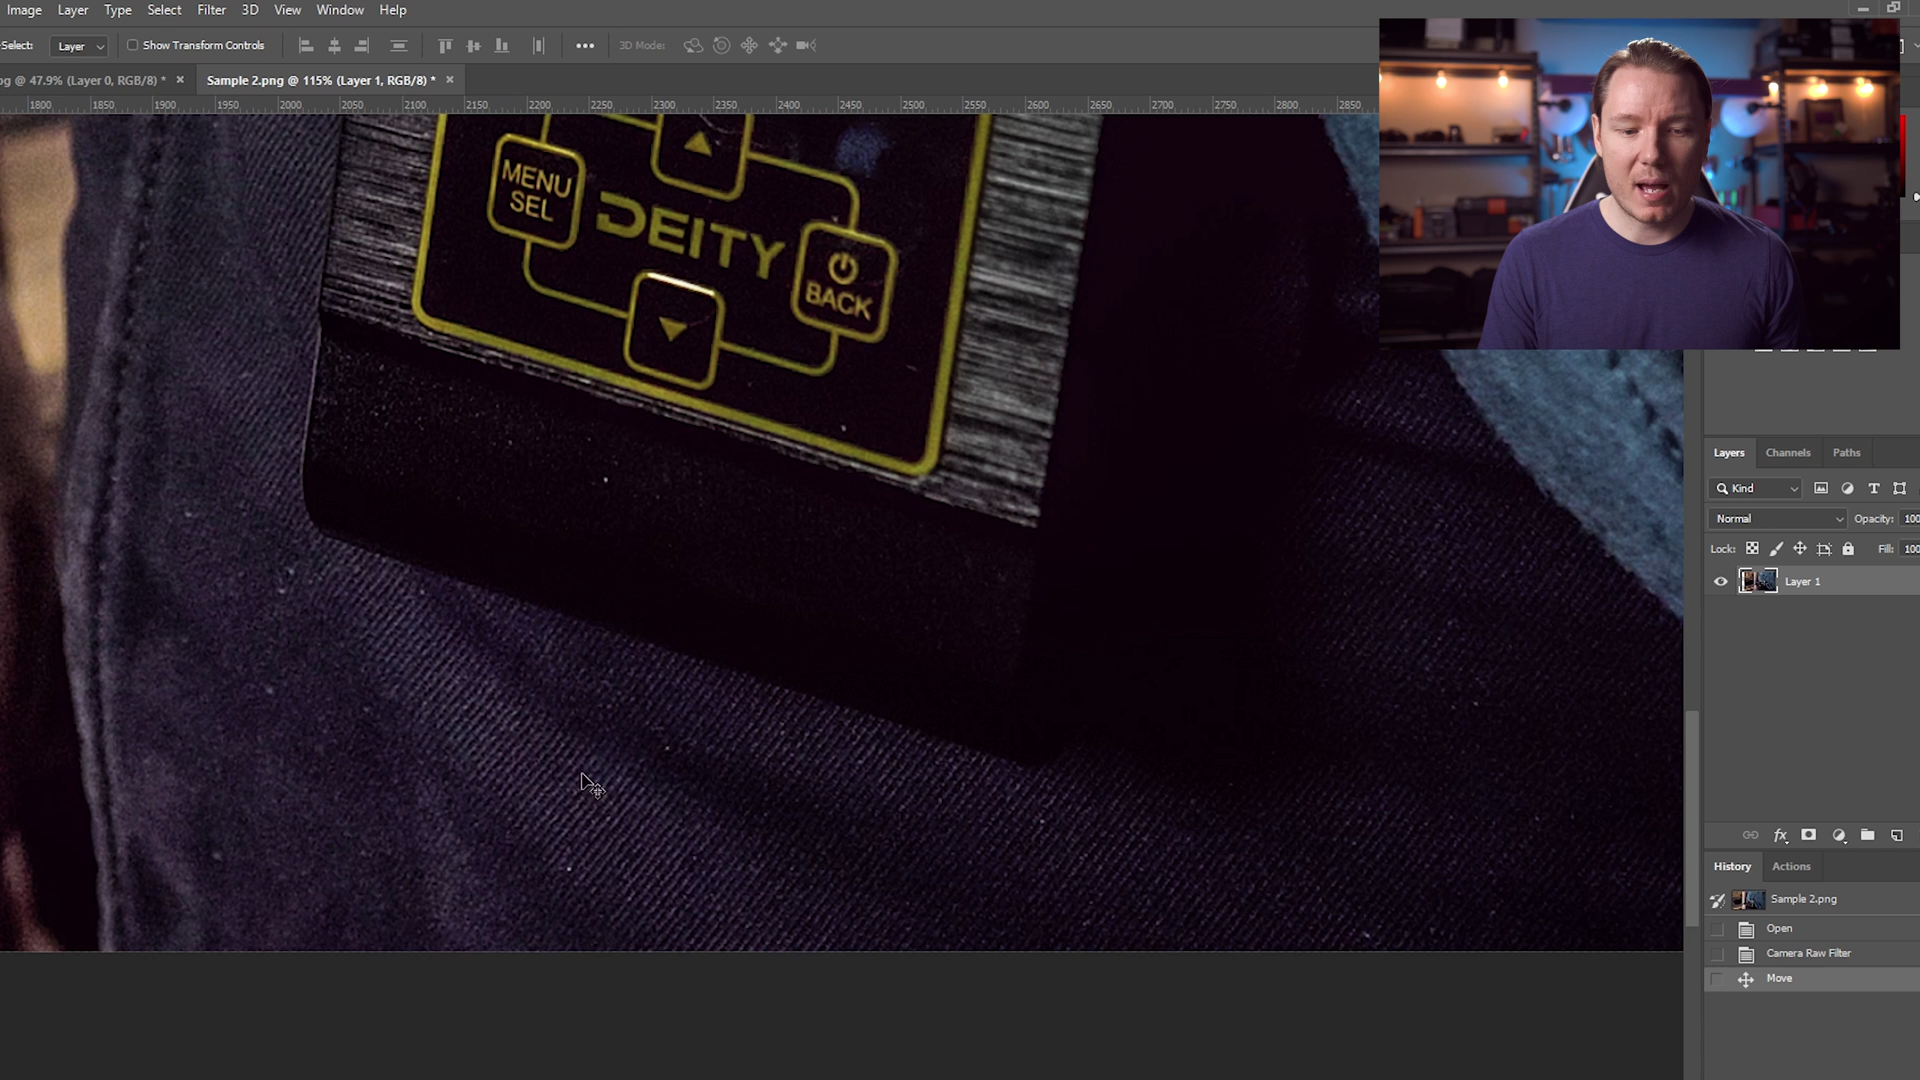 Image Layer Type Select Filter 3D View Window Help
Select: Layer Show Transform Controls 3D Mode:
og @ 47.9% (Layer 0, RGB/8) * × Sample 2.png @ 115% (Layer 1, RGB/8) * ×
1800 1850 1900 1950 2000 2050 2100 2150 2200 2250 2300 2350 2400 2450 2500 2550 2600 2650 2700 2750 2800 2850
MENU
SEL
DEITY
BACK
Layers Channels Paths
Kind
Normal Opacity: 100
Lock: Fill: 100
Layer 1
fx
History Actions
Sample 2.png
Open
Camera Raw Filter
Move